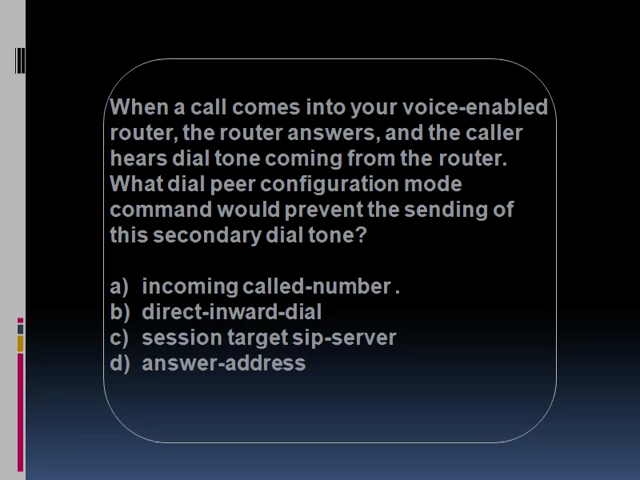 When a call comes into your voice-enabled
router, the router answers, and the caller
hears dial tone coming from the router.
What dial peer configuration mode
command would prevent the sending of
this secondary dial tone?
a) incoming called-number .
b) direct-inward-dial
c) session target sip-server
d) answer-address